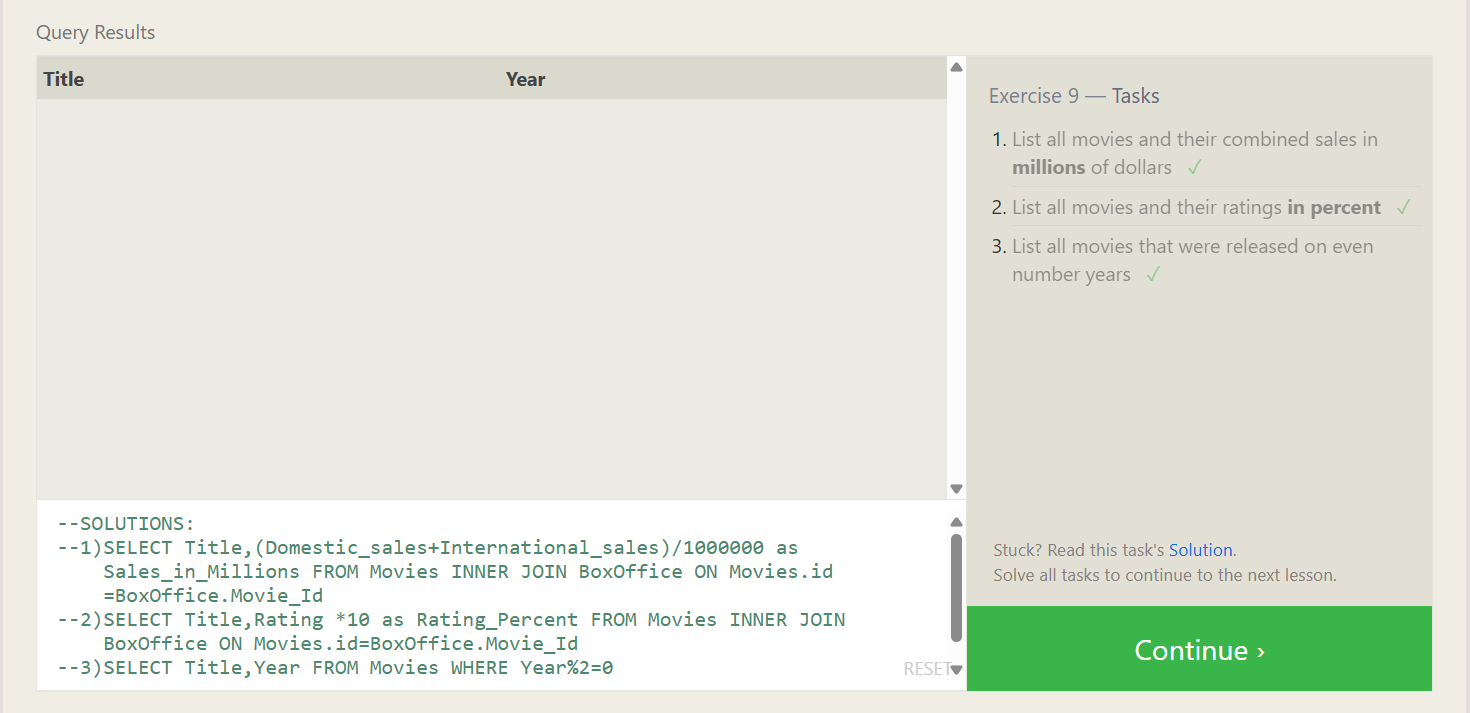 Query Results
Title Year
Exercise 9 — Tasks
1. List all movies and their combined sales in
millions of dollars ✓
2. List all movies and their ratings in percent ✓
3. List all movies that were released on even
number years ✓
--SOLUTIONS:
--1)SELECT Title,(Domestic_sales+International_sales)/1000000 as
Sales_in_Millions FROM Movies INNER JOIN BoxOffice ON Movies.id
=BoxOffice.Movie_Id
--2)SELECT Title,Rating *10 as Rating_Percent FROM Movies INNER JOIN
BoxOffice ON Movies.id=BoxOffice.Movie_Id
--3)SELECT Title,Year FROM Movies WHERE Year%2=0
RESET
Stuck? Read this task's Solution.
Solve all tasks to continue to the next lesson.
Continue ›